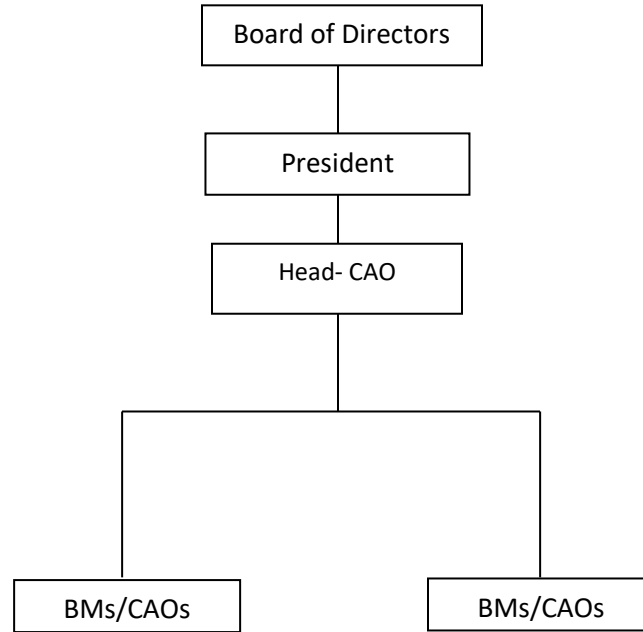 Board of Directors
President
Head- CAO
BMs/CAOs
BMs/CAOs